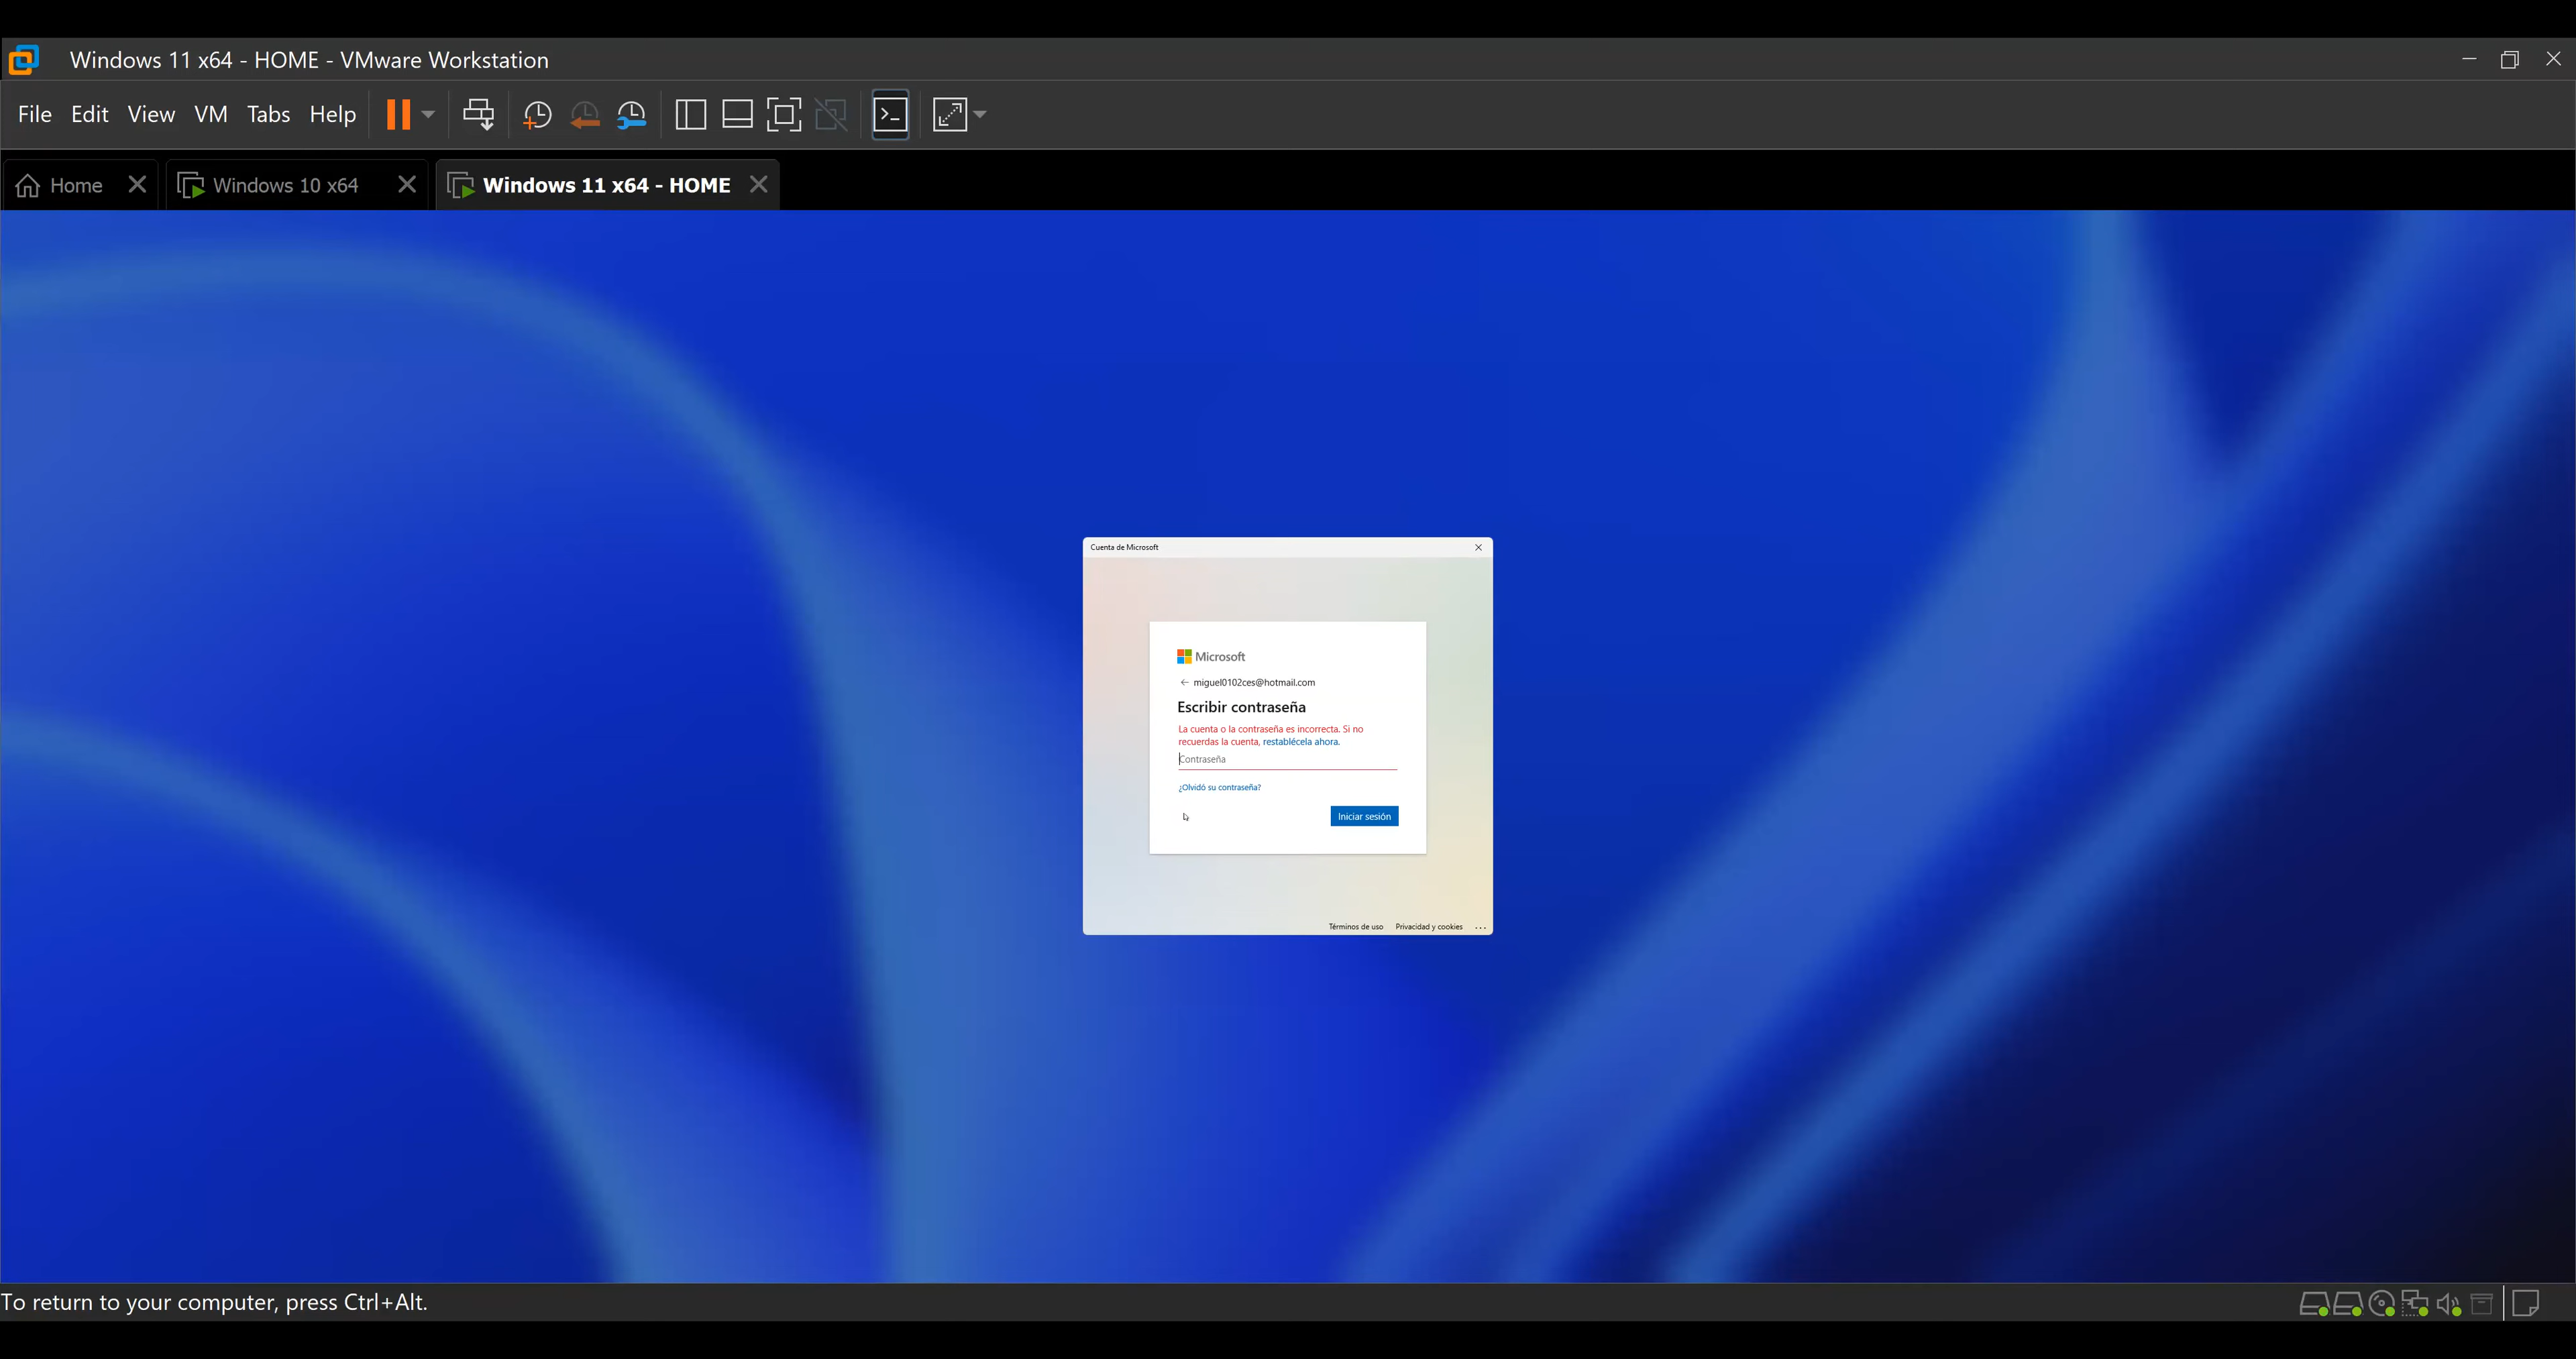 Windows 11 x64 - HOME - VMware Workstation
File Edit View VM Tabs Help
Home Windows 10 x64 Windows 11 x64 - HOME
Cuenta de Microsoft
Microsoft
miguel0102ces@hotmail.com
Escribir contraseña
La cuenta o la contraseña es incorrecta. Si no
recuerdas la cuenta, restablécela ahora.
Contraseña
¿Olvidó su contraseña?
Iniciar sesión
Términos de uso Privacidad y cookies ...
To return to your computer, press Ctrl+Alt.